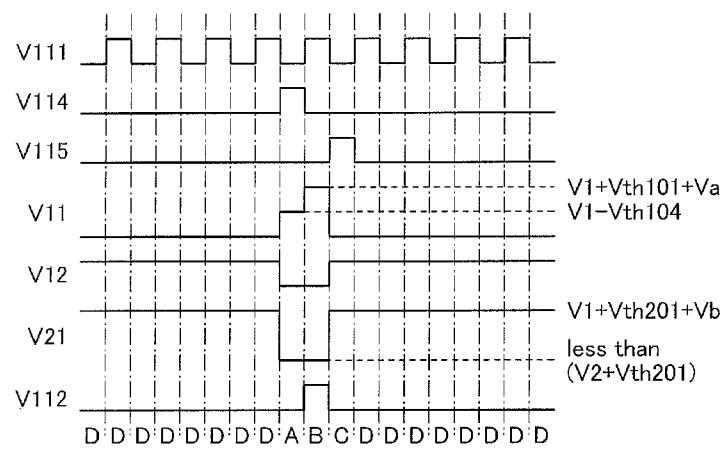 V111
V114
V115
V11
V1+Vth101+Va
V1−Vth104
V12
V21
V1+Vth201+Vb
less than
(V2+Vth201)
V112
D D D D D D D D A B C D D D D D D D D